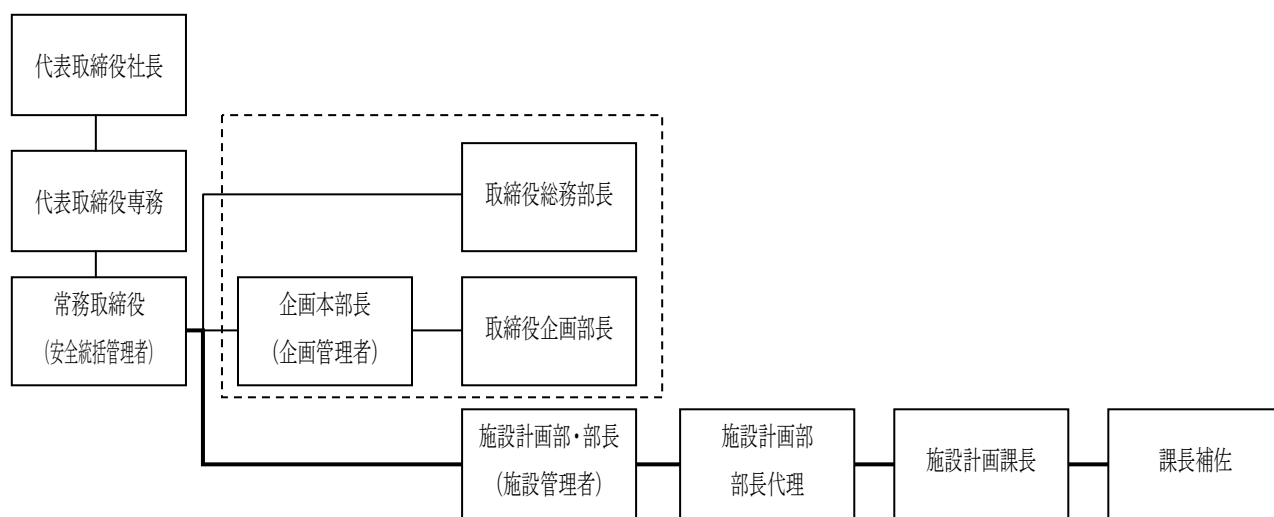 代表取締役社長
代表取締役専務
取締役総務部長
常務取締役
(安全統括管理者)
企画本部長
(企画管理者)
取締役企画部長
施設計画部・部長
(施設管理者)
施設計画部
部長代理
施設計画課長
課長補佐